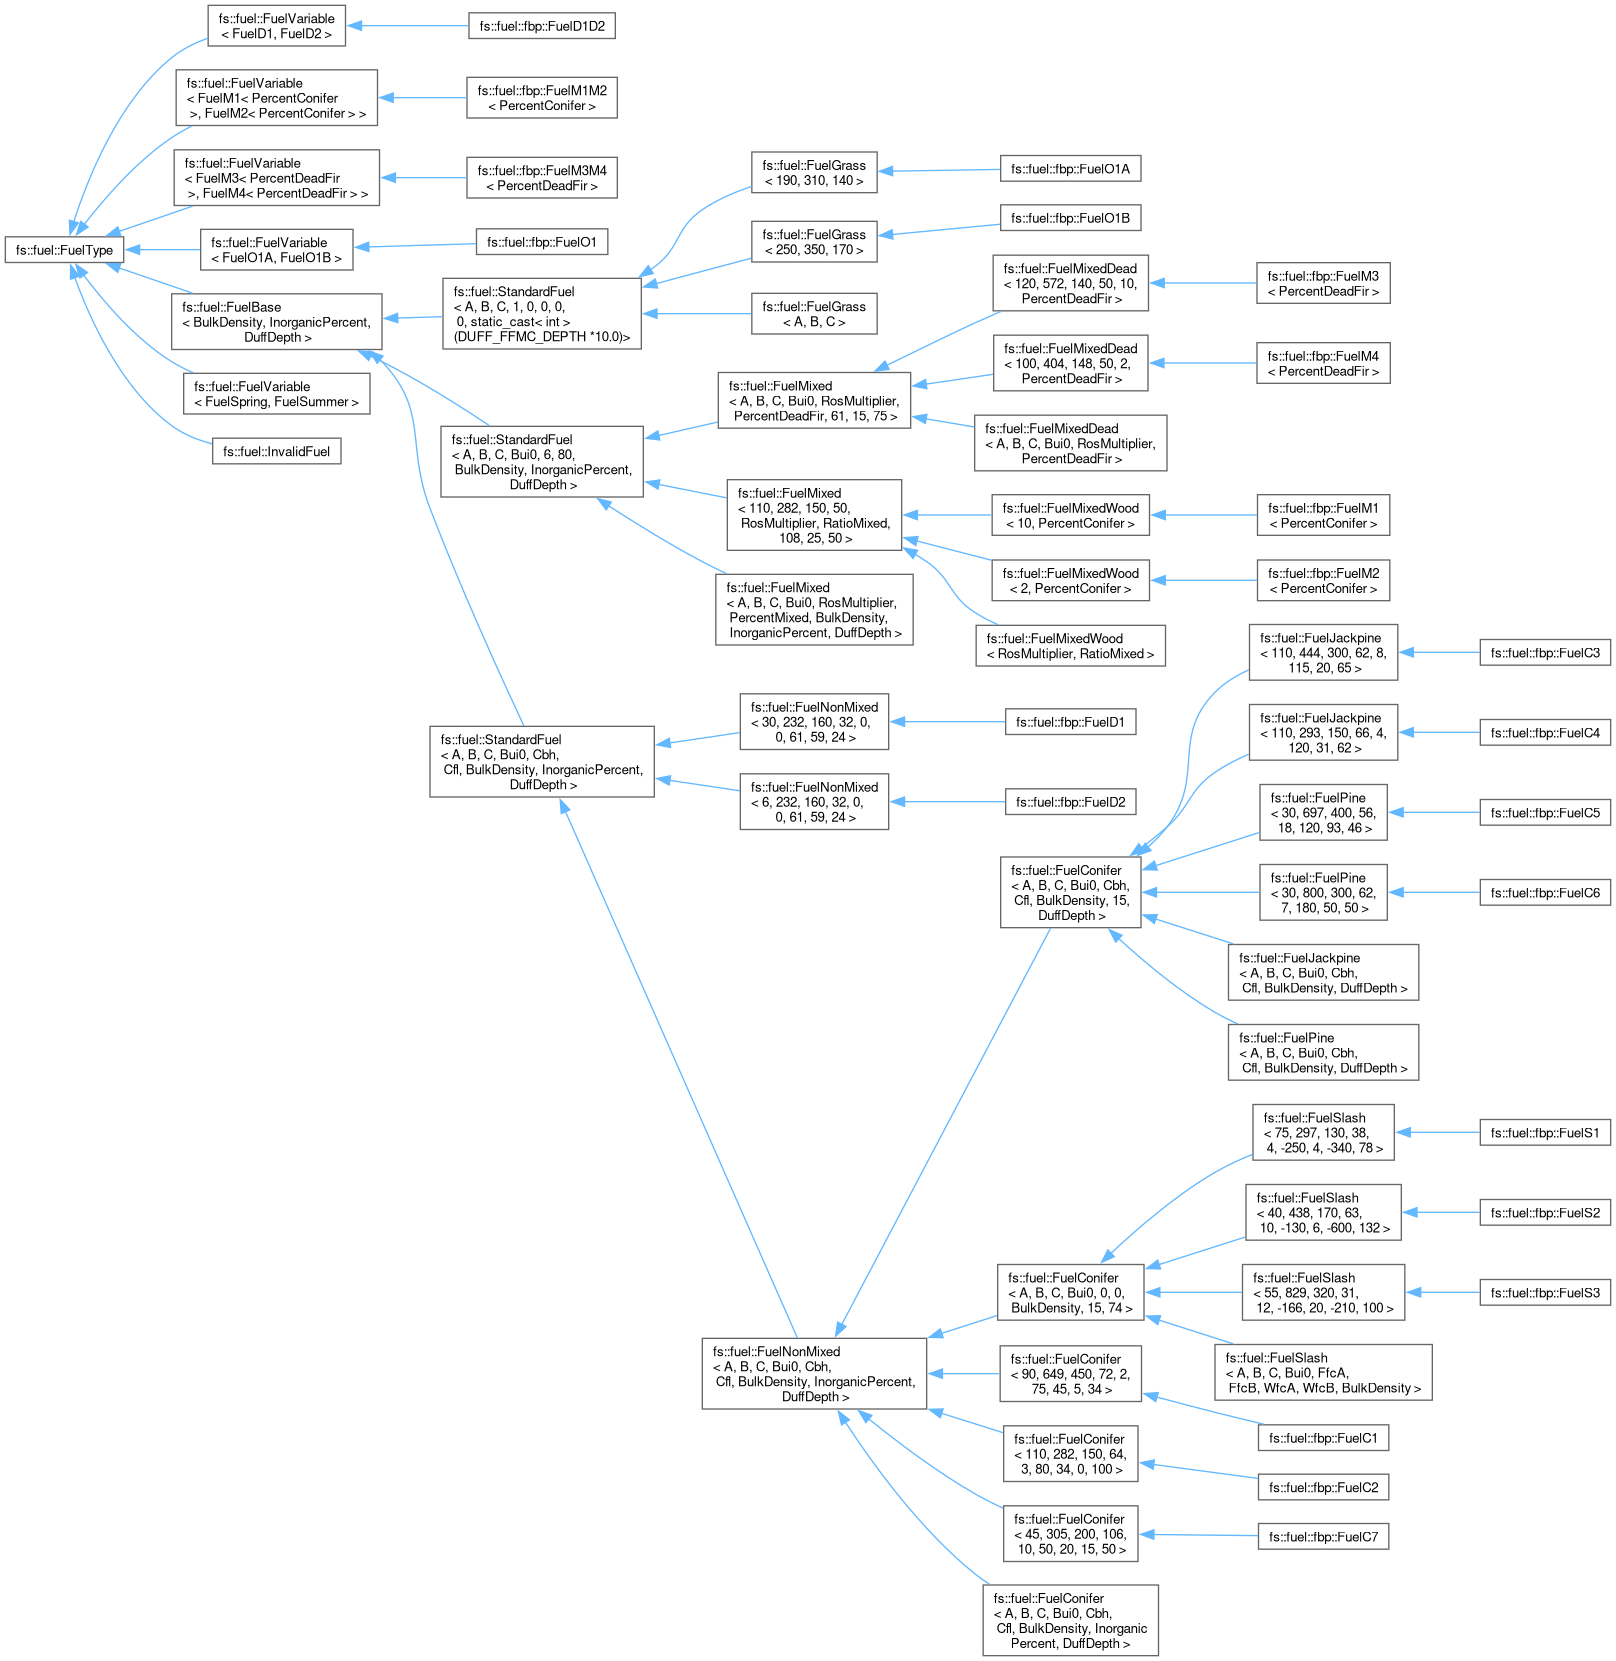 fs::fuel::FuelType
fs::fuel::FuelVariable
< FuelD1, FuelD2 >
fs::fuel::fbp::FuelD1D2
fs::fuel::FuelVariable
< FuelM1< PercentConifer
>, FuelM2< PercentConifer > >
fs::fuel::fbp::FuelM1M2
< PercentConifer >
fs::fuel::FuelVariable
< FuelM3< PercentDeadFir
>, FuelM4< PercentDeadFir > >
fs::fuel::fbp::FuelM3M4
< PercentDeadFir >
fs::fuel::FuelVariable
< FuelO1A, FuelO1B >
fs::fuel::fbp::FuelO1
fs::fuel::FuelBase
< BulkDensity, InorganicPercent,
DuffDepth >
fs::fuel::FuelVariable
< FuelSpring, FuelSummer >
fs::fuel::InvalidFuel
fs::fuel::StandardFuel
< A, B, C, 1, 0, 0, 0,
0, static_cast< int >
(DUFF_FFMC_DEPTH *10.0)>
fs::fuel::FuelGrass
< 190, 310, 140 >
fs::fuel::fbp::FuelO1A
fs::fuel::FuelGrass
< 250, 350, 170 >
fs::fuel::fbp::FuelO1B
fs::fuel::FuelGrass
< A, B, C >
fs::fuel::StandardFuel
< A, B, C, Bui0, 6, 80,
BulkDensity, InorganicPercent,
DuffDepth >
fs::fuel::FuelMixed
< A, B, C, Bui0, RosMultiplier,
PercentDeadFir, 61, 15, 75 >
fs::fuel::FuelMixedDead
< 120, 572, 140, 50, 10,
PercentDeadFir >
fs::fuel::fbp::FuelM3
< PercentDeadFir >
fs::fuel::FuelMixedDead
< 100, 404, 148, 50, 2,
PercentDeadFir >
fs::fuel::fbp::FuelM4
< PercentDeadFir >
fs::fuel::FuelMixedDead
< A, B, C, Bui0, RosMultiplier,
PercentDeadFir >
fs::fuel::FuelMixed
< 110, 282, 150, 50,
RosMultiplier, RatioMixed,
108, 25, 50 >
fs::fuel::FuelMixedWood
< 10, PercentConifer >
fs::fuel::fbp::FuelM1
< PercentConifer >
fs::fuel::FuelMixedWood
< 2, PercentConifer >
fs::fuel::fbp::FuelM2
< PercentConifer >
fs::fuel::FuelMixedWood
< RosMultiplier, RatioMixed >
fs::fuel::FuelMixed
< A, B, C, Bui0, RosMultiplier,
PercentMixed, BulkDensity,
InorganicPercent, DuffDepth >
fs::fuel::StandardFuel
< A, B, C, Bui0, Cbh,
Cfl, BulkDensity, InorganicPercent,
DuffDepth >
fs::fuel::FuelNonMixed
< 30, 232, 160, 32, 0,
0, 61, 59, 24 >
fs::fuel::fbp::FuelD1
fs::fuel::FuelNonMixed
< 6, 232, 160, 32, 0,
0, 61, 59, 24 >
fs::fuel::fbp::FuelD2
fs::fuel::FuelNonMixed
< A, B, C, Bui0, Cbh,
Cfl, BulkDensity, InorganicPercent,
DuffDepth >
fs::fuel::FuelConifer
< A, B, C, Bui0, Cbh,
Cfl, BulkDensity, 15,
DuffDepth >
fs::fuel::FuelJackpine
< 110, 444, 300, 62, 8,
115, 20, 65 >
fs::fuel::fbp::FuelC3
fs::fuel::FuelJackpine
< 110, 293, 150, 66, 4,
120, 31, 62 >
fs::fuel::fbp::FuelC4
fs::fuel::FuelPine
< 30, 697, 400, 56,
18, 120, 93, 46 >
fs::fuel::fbp::FuelC5
fs::fuel::FuelPine
< 30, 800, 300, 62,
7, 180, 50, 50 >
fs::fuel::fbp::FuelC6
fs::fuel::FuelJackpine
< A, B, C, Bui0, Cbh,
Cfl, BulkDensity, DuffDepth >
fs::fuel::FuelPine
< A, B, C, Bui0, Cbh,
Cfl, BulkDensity, DuffDepth >
fs::fuel::FuelConifer
< A, B, C, Bui0, 0, 0,
BulkDensity, 15, 74 >
fs::fuel::FuelSlash
< 75, 297, 130, 38,
4, -250, 4, -340, 78 >
fs::fuel::fbp::FuelS1
fs::fuel::FuelSlash
< 40, 438, 170, 63,
10, -130, 6, -600, 132 >
fs::fuel::fbp::FuelS2
fs::fuel::FuelSlash
< 55, 829, 320, 31,
12, -166, 20, -210, 100 >
fs::fuel::fbp::FuelS3
fs::fuel::FuelSlash
< A, B, C, Bui0, FfcA,
FfcB, WfcA, WfcB, BulkDensity >
fs::fuel::FuelConifer
< 90, 649, 450, 72, 2,
75, 45, 5, 34 >
fs::fuel::fbp::FuelC1
fs::fuel::FuelConifer
< 110, 282, 150, 64,
3, 80, 34, 0, 100 >
fs::fuel::fbp::FuelC2
fs::fuel::FuelConifer
< 45, 305, 200, 106,
10, 50, 20, 15, 50 >
fs::fuel::fbp::FuelC7
fs::fuel::FuelConifer
< A, B, C, Bui0, Cbh,
Cfl, BulkDensity, Inorganic
Percent, DuffDepth >